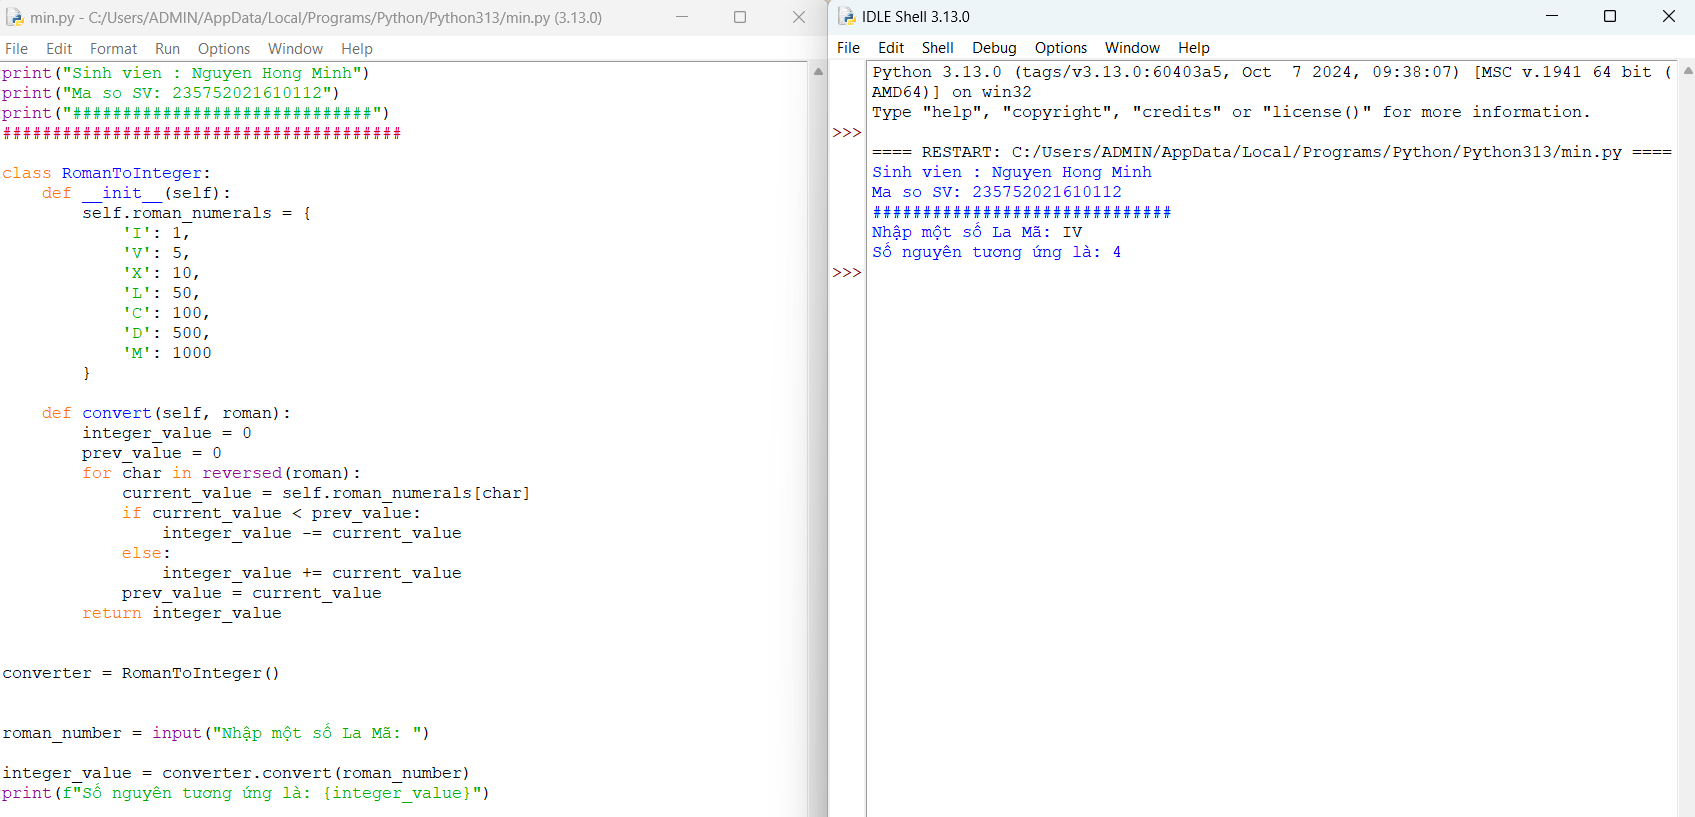 min.py - C:/Users/ADMIN/AppData/Local/Programs/Python/Python313/min.py (3.13.0)
File Edit Format Run Options Window Help
print("Sinh vien : Nguyen Hong Minh")
print("Ma so SV: 235752021610112")
print("##############################")
########################################
class RomanToInteger:
    def __init__(self):
        self.roman_numerals = {
            'I': 1,
            'V': 5,
            'X': 10,
            'L': 50,
            'C': 100,
            'D': 500,
            'M': 1000
        }
    def convert(self, roman):
        integer_value = 0
        prev_value = 0
        for char in reversed(roman):
            current_value = self.roman_numerals[char]
            if current_value < prev_value:
                integer_value -= current_value
            else:
                integer_value += current_value
            prev_value = current_value
        return integer_value
converter = RomanToInteger()
roman_number = input("Nhập một số La Mã: ")
integer_value = converter.convert(roman_number)
print(f"Số nguyên tương ứng là: {integer_value}")
IDLE Shell 3.13.0
File Edit Shell Debug Options Window Help
Python 3.13.0 (tags/v3.13.0:60403a5, Oct  7 2024, 09:38:07) [MSC v.1941 64 bit (
AMD64)] on win32
Type "help", "copyright", "credits" or "license()" for more information.
>>>
==== RESTART: C:/Users/ADMIN/AppData/Local/Programs/Python/Python313/min.py ====
Sinh vien : Nguyen Hong Minh
Ma so SV: 235752021610112
##############################
Nhập một số La Mã: IV
Số nguyên tương ứng là: 4
>>>